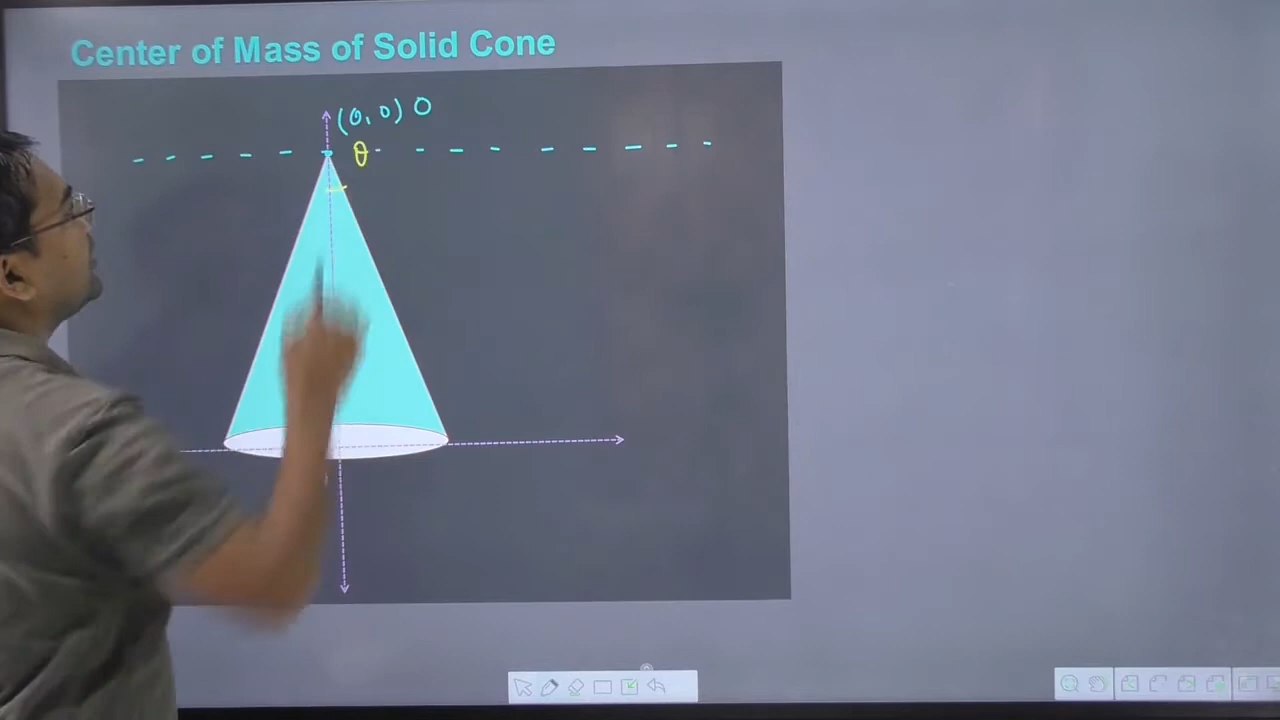 Center of Mass of Solid Cone
(0,0) O
θ